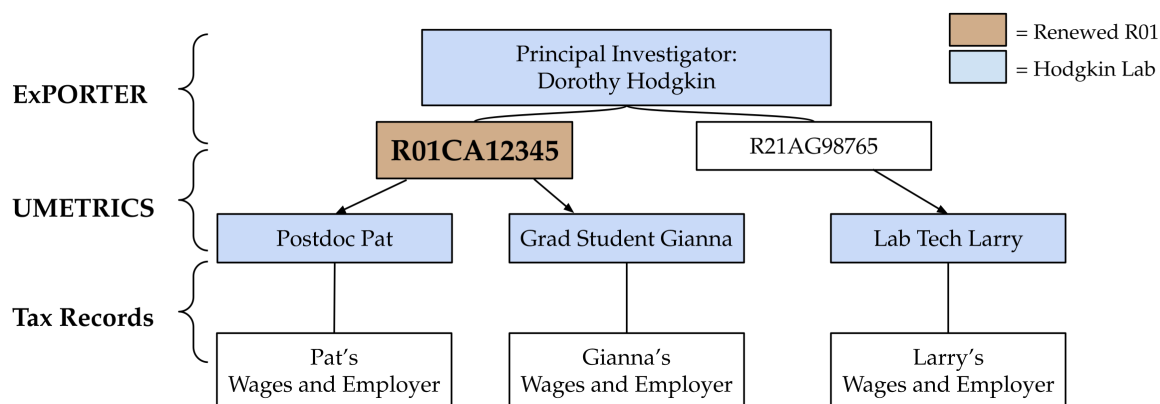 = Renewed R01
= Hodgkin Lab
ExPORTER
Principal Investigator:
Dorothy Hodgkin
R01CA12345
R21AG98765
UMETRICS
Postdoc Pat
Grad Student Gianna
Lab Tech Larry
Tax Records
Pat's
Wages and Employer
Gianna's
Wages and Employer
Larry's
Wages and Employer